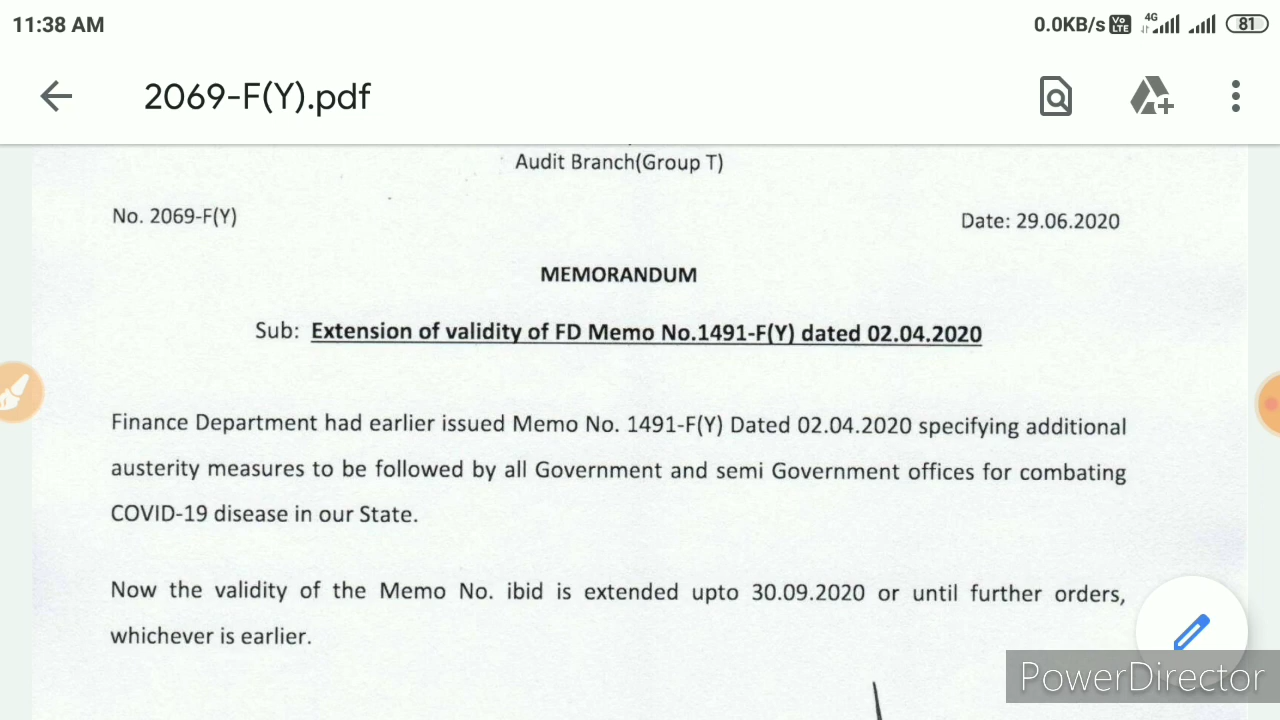 11:38 AM
0.0KB/s Vo LTE 4G 81
2069-F(Y).pdf
Audit Branch(Group T)
No. 2069-F(Y)
Date: 29.06.2020
MEMORANDUM
Sub: Extension of validity of FD Memo No.1491-F(Y) dated 02.04.2020
Finance Department had earlier issued Memo No. 1491-F(Y) Dated 02.04.2020 specifying additional
austerity measures to be followed by all Government and semi Government offices for combating
COVID-19 disease in our State.
Now the validity of the Memo No. ibid is extended upto 30.09.2020 or until further orders,
whichever is earlier.
PowerDirector